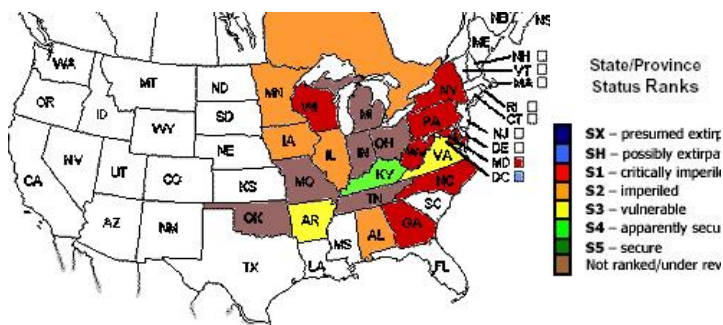 NB
NS
ME
WA
MT
ND
MN
NH
VT
MA
OR
ID
SD
WI
NY
WY
MI
RI
CT
IA
PA
NJ
NV
NE
IL
IN
OH
DE
UT
CO
WV
VA
MD
CA
KS
MO
KY
DC
NC
TN
AZ
NM
OK
AR
SC
MS
AL
GA
TX
LA
FL
State/Province
Status Ranks
SX – presumed extirp
SH – possibly extirpat
S1 – critically imperile
S2 – imperiled
S3 – vulnerable
S4 – apparently secu
S5 – secure
Not ranked/under rev